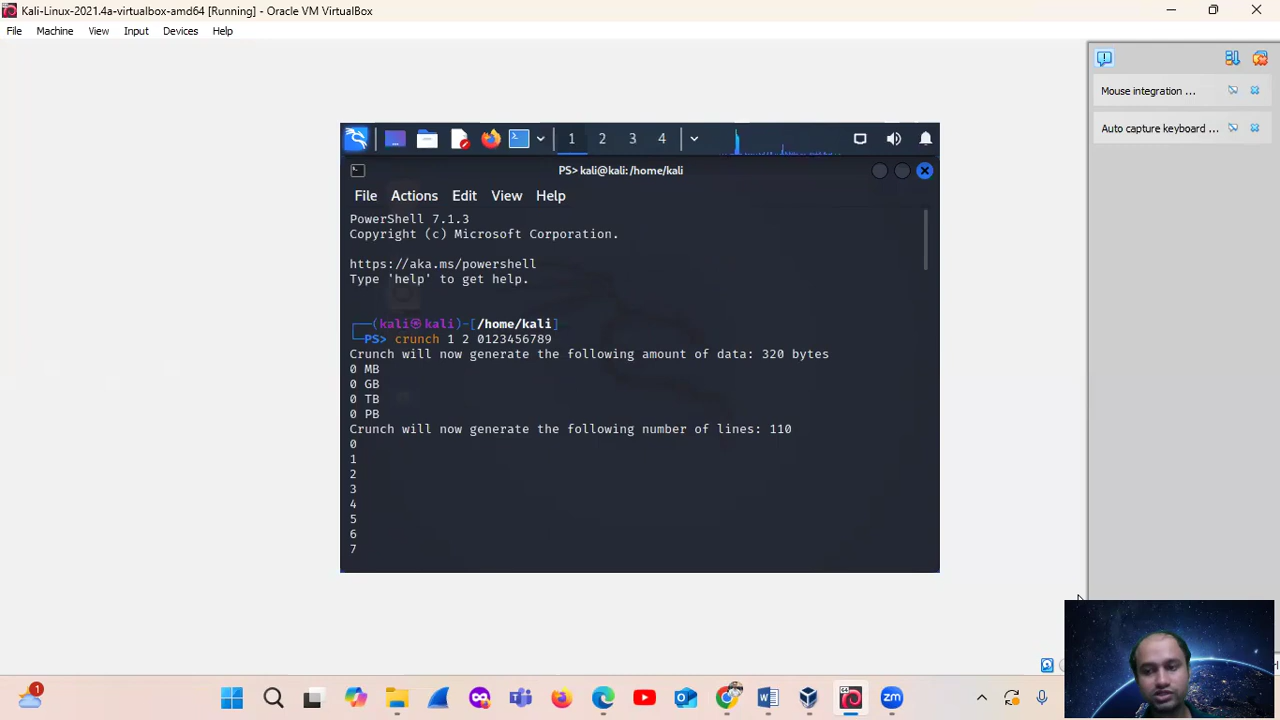 Kali-Linux-2021.4a-virtualbox-amd64 [Running] - Oracle VM VirtualBox
File Machine View Input Devices Help
Mouse integration ...
Auto capture keyboard ...
1 2 3 4
PS> kali@kali: /home/kali
File Actions Edit View Help
PowerShell 7.1.3
Copyright (c) Microsoft Corporation.
https://aka.ms/powershell
Type 'help' to get help.
┌──(kali㉿kali)-[/home/kali]
└─PS> crunch 1 2 0123456789
Crunch will now generate the following amount of data: 320 bytes
0 MB
0 GB
0 TB
0 PB
Crunch will now generate the following number of lines: 110
0
1
2
3
4
5
6
7
1
zm